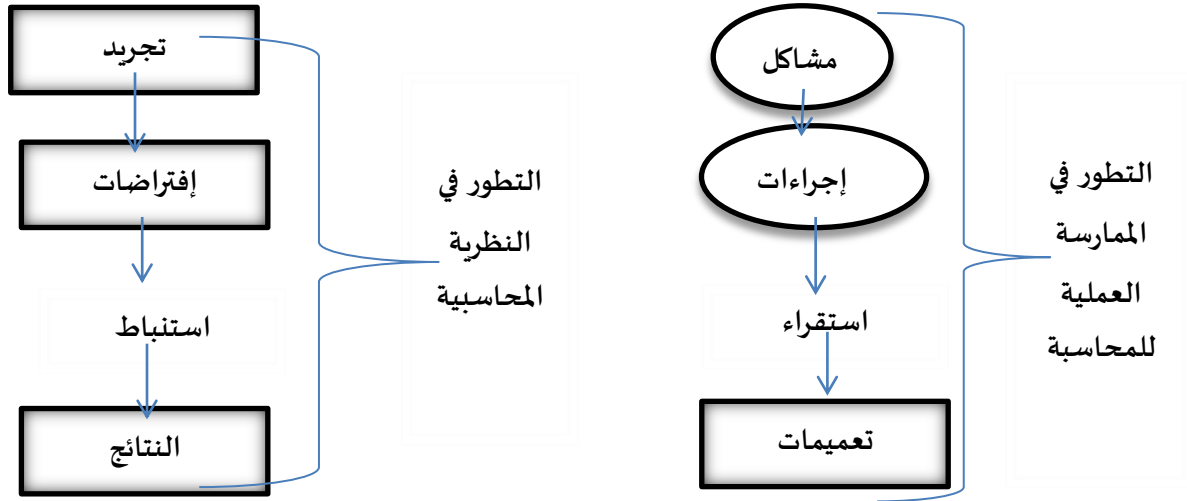 مشاكل
إجراءات
استقراء
تعميمات
التطور في
الممارسة
العملية
للمحاسبة
تجريد
إفتراضات
استنباط
النتائج
التطور في
النظرية
المحاسبية